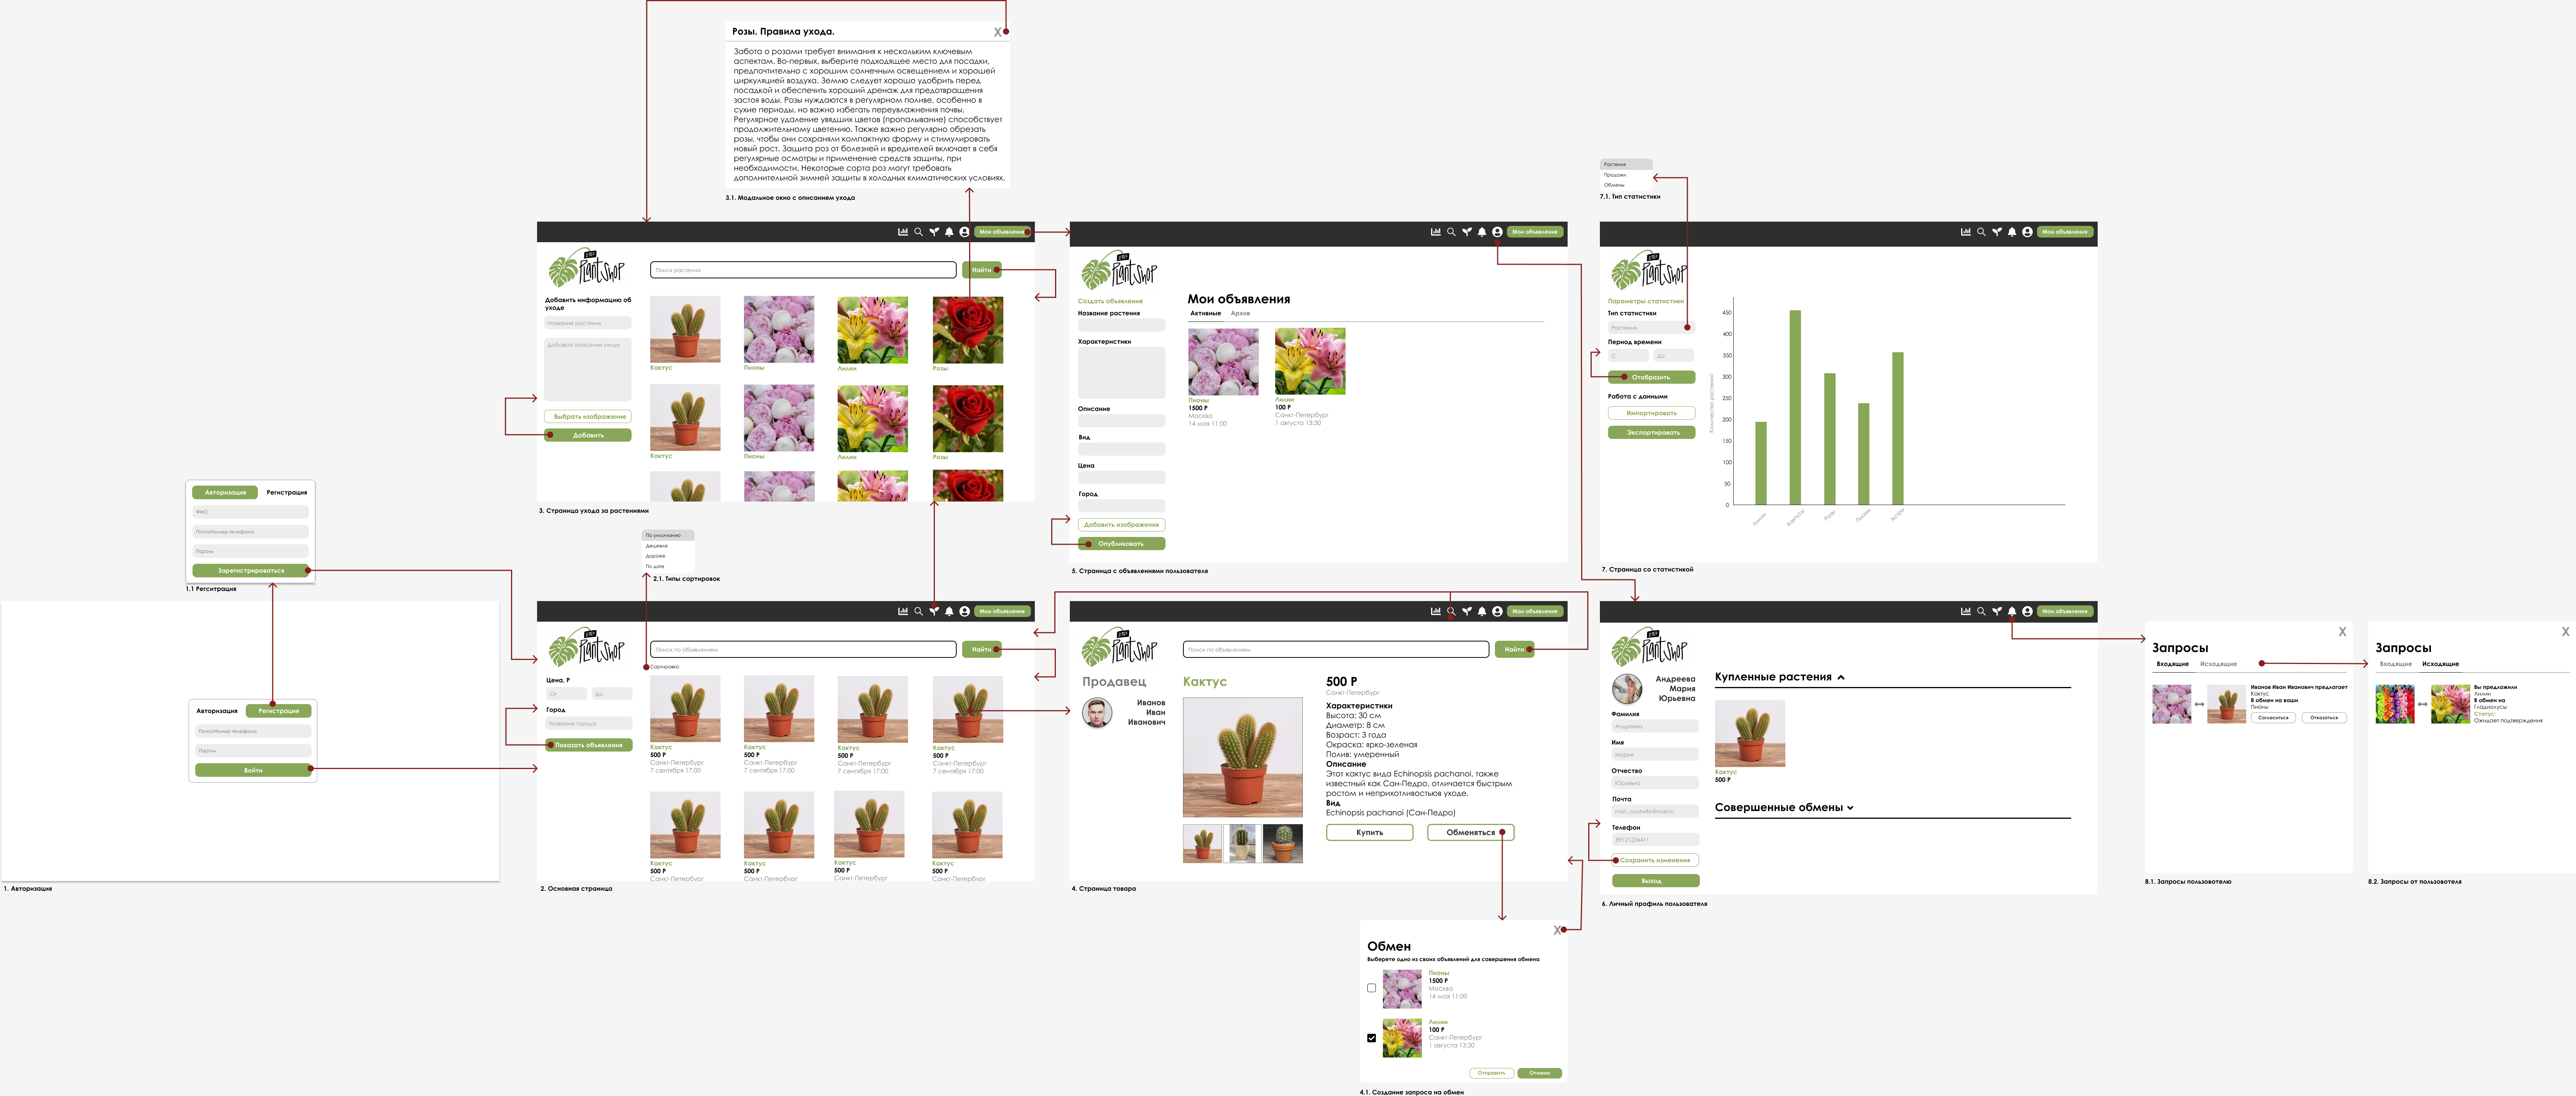 Розы. Правила ухода.
X
Забота о розами требует внимания к нескольким ключевым
аспектам. Во-первых, выберите подходящее место для посадки,
предпочтительно с хорошим солнечным освещением и хорошей
циркуляцией воздуха. Землю следует хорошо удобрить перед
посадкой и обеспечить хороший дренаж для предотвращения
застоя воды. Розы нуждаются в регулярном поливе, особенно в
сухие периоды, но важно избегать переувлажнения почвы.
Регулярное удаление увядших цветов (пропалывание) способствует
продолжительному цветению. Также важно регулярно обрезать
розы, чтобы они сохраняли компактную форму и стимулировать
новый рост. Защита роз от болезней и вредителей включает в себя
регулярные осмотры и применение средств защиты, при
необходимости. Некоторые сорта роз могут требовать
дополнительной зимней защиты в холодных климатических условиях.
3.1. Модальное окно с описанием ухода
Растения
Продажи
Обмены
7.1. Тип статистики
Мои объявления
PlantShop
Поиск растений
Найти
Добавить информацию об
уходе
Название растения
Добавьте описание ухода
Выбрать изображение
Добавить
Кактус
Пионы
Лилии
Розы
Кактус
Пионы
Лилии
Розы
3. Страница ухода за растениями
Мои объявления
PlantShop
Создать объявление
Название растения
Характеристики
Описание
Вид
Цена
Город
Добавить изображения
Опубликовать
Мои объявления
Активные
Архив
Пионы
1500 Р
Москва
14 мая 11:00
Лилии
100 Р
Санкт-Петербург
1 августа 13:30
5. Страница с объявлениями пользователя
Мои объявления
PlantShop
Параметры статистики
Тип статистики
Растения
Период времени
С
До
Отобразить
Работа с данными
Импортировать
Экспортировать
Количество растений
450
400
350
300
250
200
150
100
50
0
Лилии
Кактусы
Розы
Пионы
Астры
7. Страница со статистикой
Авторизация
Регистрация
ФИО
Почта/Номер телефона
Пароль
Зарегистрироваться
1.1 Региcтрация
Авторизация
Регистрация
Почта/Номер телефона
Пароль
Войти
1. Авторизация
По умолчанию
Дешевле
Дороже
По дате
2.1. Типы сортировок
Мои объявления
PlantShop
Поиск по объявлениям
Найти
Сортировка
Цена, Р
От
До
Город
Название города
Показать объявления
Кактус
500 Р
Санкт-Петербург
7 сентября 17:00
Кактус
500 Р
Санкт-Петербург
7 сентября 17:00
Кактус
500 Р
Санкт-Петербург
7 сентября 17:00
Кактус
500 Р
Санкт-Петербург
7 сентября 17:00
Кактус
500 Р
Санкт-Петербург
Кактус
500 Р
Санкт-Петербург
Кактус
500 Р
Санкт-Петербург
Кактус
500 Р
Санкт-Петербург
2. Основная страница
Мои объявления
PlantShop
Поиск по объявлениям
Найти
Продавец
Иванов
Иван
Иванович
Кактус
500 Р
Санкт-Петербург
Характеристики
Высота: 30 см
Диаметр: 8 см
Возраст: 3 года
Окраска: ярко-зеленая
Полив: умеренный
Описание
Этот кактус вида Echinopsis pachanoi, также
известный как Сан-Педро, отличается быстрым
ростом и неприхотливостьюв уходе.
Вид
Echinopsis pachanoi (Сан-Педро)
Купить
Обменяться
4. Страница товара
X
Обмен
Выберете одно из своих объявлений для совершения обмена
Пионы
1500 Р
Москва
14 мая 11:00
Лилии
100 Р
Санкт-Петербург
1 августа 13:30
Отправить
Отмена
4.1. Создание запроса на обмен
Мои объявления
PlantShop
Андреева
Мария
Юрьевна
Фамилия
Андреева
Имя
Мария
Отчество
Юрьевна
Почта
Телефон
89121234411
Сохранить изменения
Выход
Купленные растения
Кактус
500 Р
Совершенные обмены
6. Личный профиль пользователя
X
Запросы
Входящие
Исходящие
Иванов Иван Иванович предлагает
Кактус
В обмен на ваши
Пионы
Согласиться
Отказаться
8.1. Запросы пользователю
X
Запросы
Входящие
Исходящие
Вы предложили
Лилии
В обмен на
Гладиолусы
Статус:
Ожидает подтверждения
8.2. Запросы от пользователя